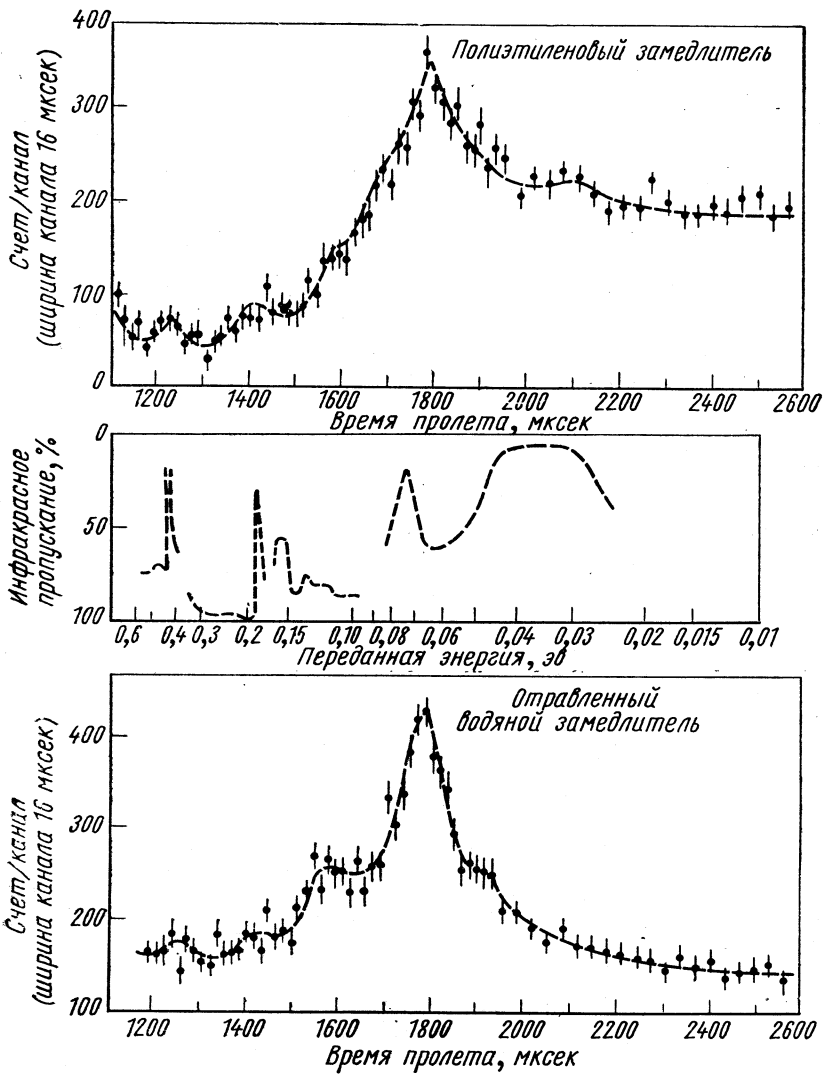 400
300
200
100
0
Счет/канал
(ширина канала 16 мксек)
Полиэтиленовый замедлитель
1200 1400 1600 1800 2000 2200 2400 2600
Время пролета, мксек
0
50
100
Инфракрасное
пропускание, %
0,6 0,4 0,3 0,2 0,15 0,10 0,08 0,06 0,04 0,03 0,02 0,015 0,01
Переданная энергия, эв
400
300
200
100
Счет/канал
(ширина канала 16 мксек)
Отравленный
водяной замедлитель
1200 1400 1600 1800 2000 2200 2400 2600
Время пролета, мксек